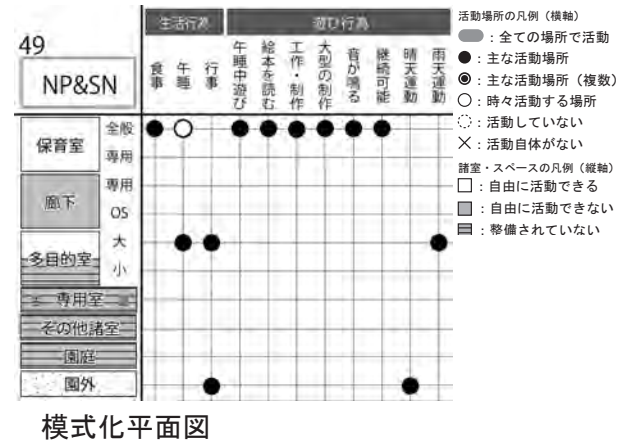 49
NP&SN
生活行為
遊び行為
食事
午睡
行事
午睡中遊び
絵本を読む
工作・制作
大型の制作
音が鳴る
継続可能
晴天運動
雨天運動
保育室
全般
専用
廊下
専用
OS
多目的室
大
小
専用室
その他諸室
園庭
園外
活動場所の凡例（横軸）
：全ての場所で活動
：主な活動場所
：主な活動場所（複数）
：時々活動する場所
：活動していない
：活動自体がない
諸室・スペースの凡例（縦軸）
：自由に活動できる
：自由に活動できない
：整備されていない
模式化平面図